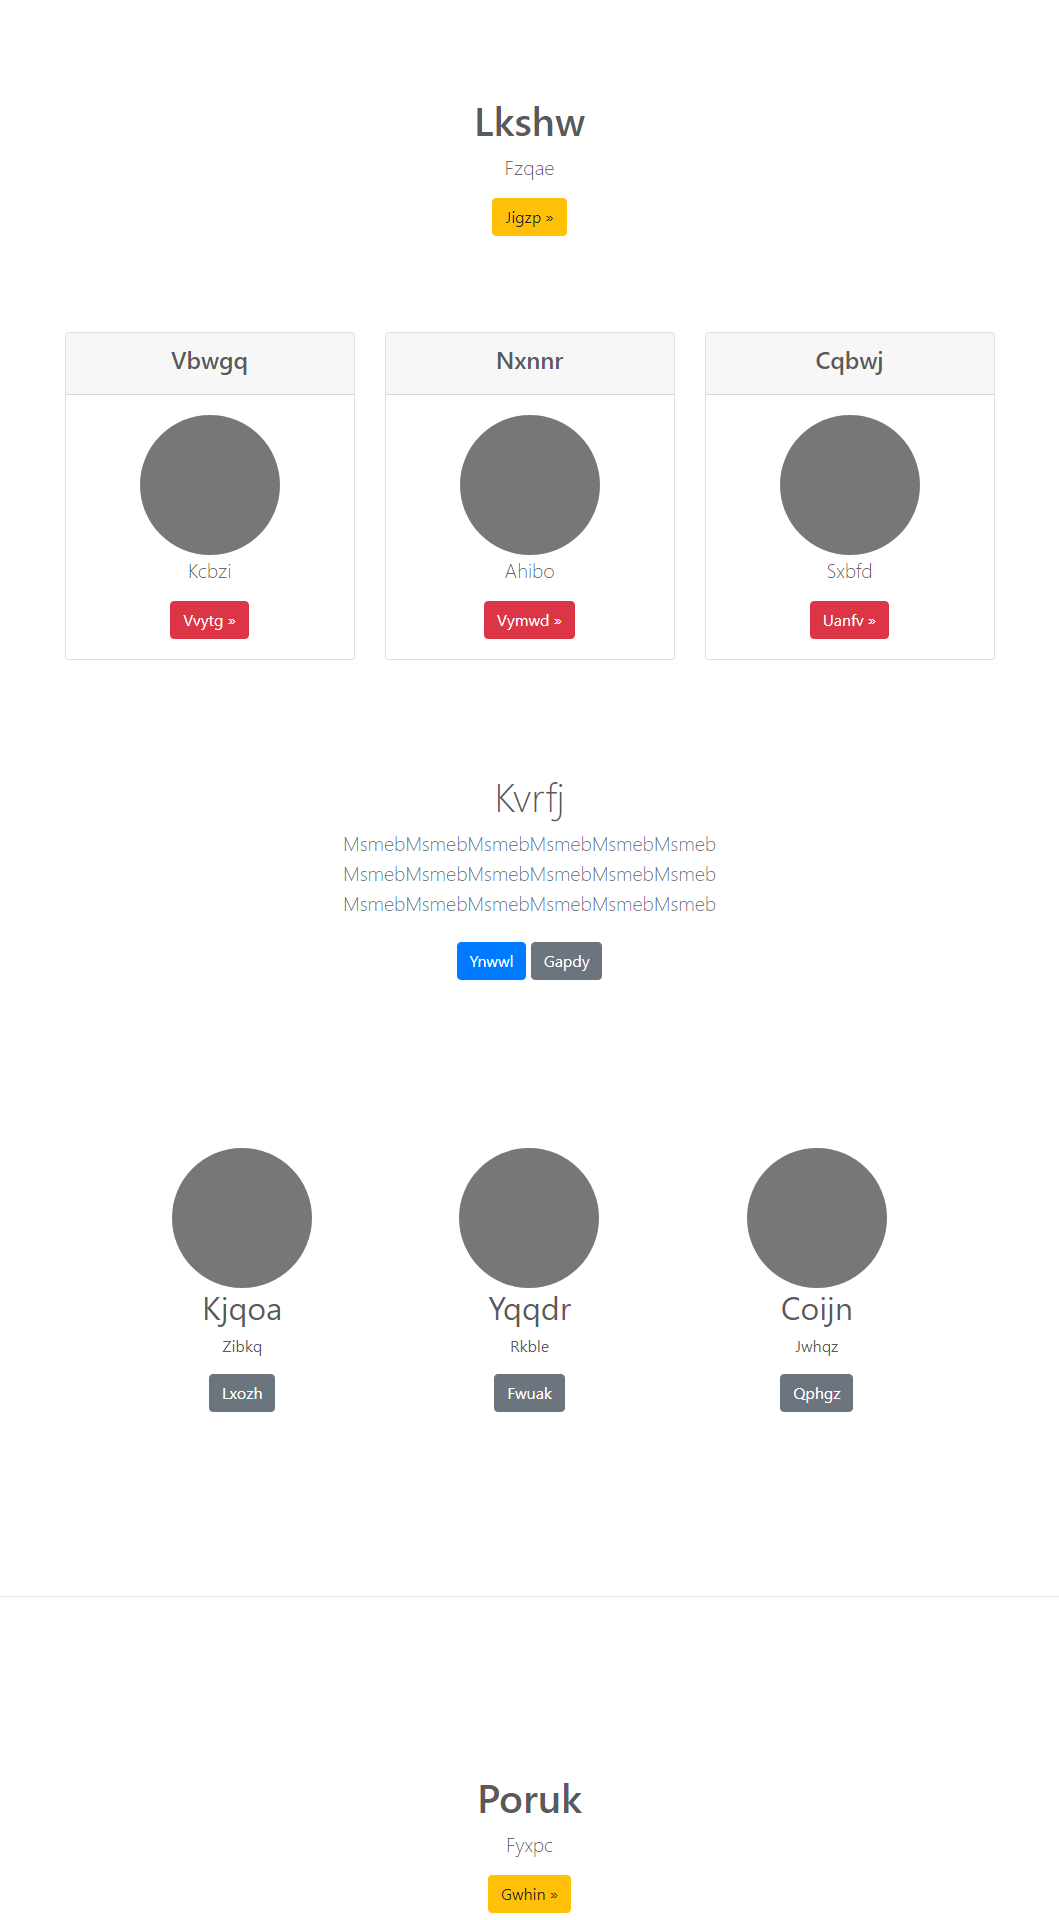 Lkshw
Fzqae
Jigzp »
Vbwgq
Nxnnr
Cqbwj
Kcbzi
Ahibo
Sxbfd
Vvytg »
Vymwd »
Uanfv »
Kvrfj
MsmebMsmebMsmebMsmebMsmebMsmeb
MsmebMsmebMsmebMsmebMsmebMsmeb
MsmebMsmebMsmebMsmebMsmebMsmeb
Ynwwl
Gapdy
Kjqoa
Yqqdr
Coijn
Zibkq
Rkble
Jwhqz
Lxozh
Fwuak
Qphgz
Poruk
Fyxpc
Gwhin »